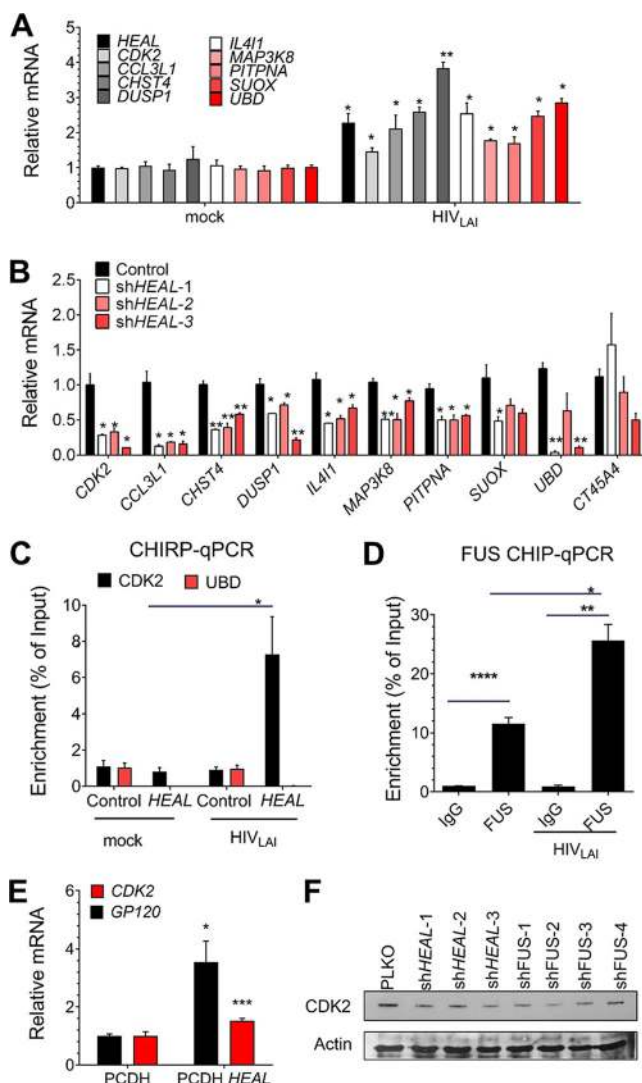 A
HEAL
CDK2
CCL3L1
CHST4
DUSP1
IL4I1
MAP3K8
PITPNA
SUOX
UBD
Relative mRNA
5
4
3
2
1
0
* * * * ** * * * * *
mock
HIVLAI
B
Control
shHEAL-1
shHEAL-2
shHEAL-3
Relative mRNA
2.5
2.0
1.5
1.0
0.5
0.0
* * * * * * ** ** ** * * ** * * * ** * * * * * * ** **
CDK2
CCL3L1
CHST4
DUSP1
IL4I1
MAP3K8
PITPNA
SUOX
UBD
CT45A4
C
CHIRP-qPCR
CDK2
UBD
Enrichment (% of Input)
10
8
6
4
2
0
*
Control HEAL Control HEAL
mock
HIVLAI
D
FUS CHIP-qPCR
Enrichment (% of Input)
30
20
10
0
*
**
****
IgG
FUS
IgG
FUS
HIVLAI
E
CDK2
GP120
Relative mRNA
6
4
2
0
*
***
PCDH
PCDH HEAL
F
PLKO
shHEAL-1
shHEAL-2
shHEAL-3
shFUS-1
shFUS-2
shFUS-3
shFUS-4
CDK2
Actin